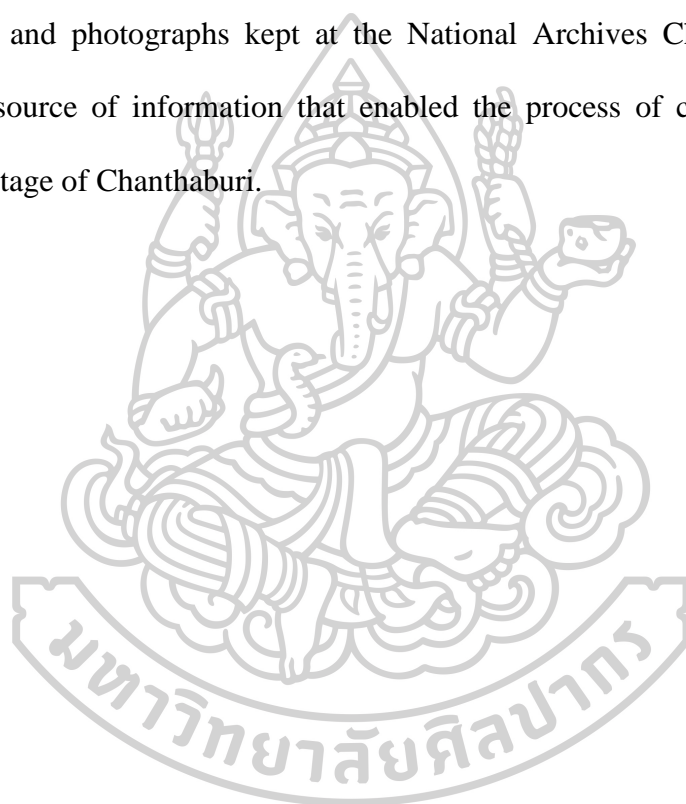 and photographs kept at the National Archives
source of information that enabled the process of
of Chanthaburi.
มหาวิทยาลัยศิลปากร